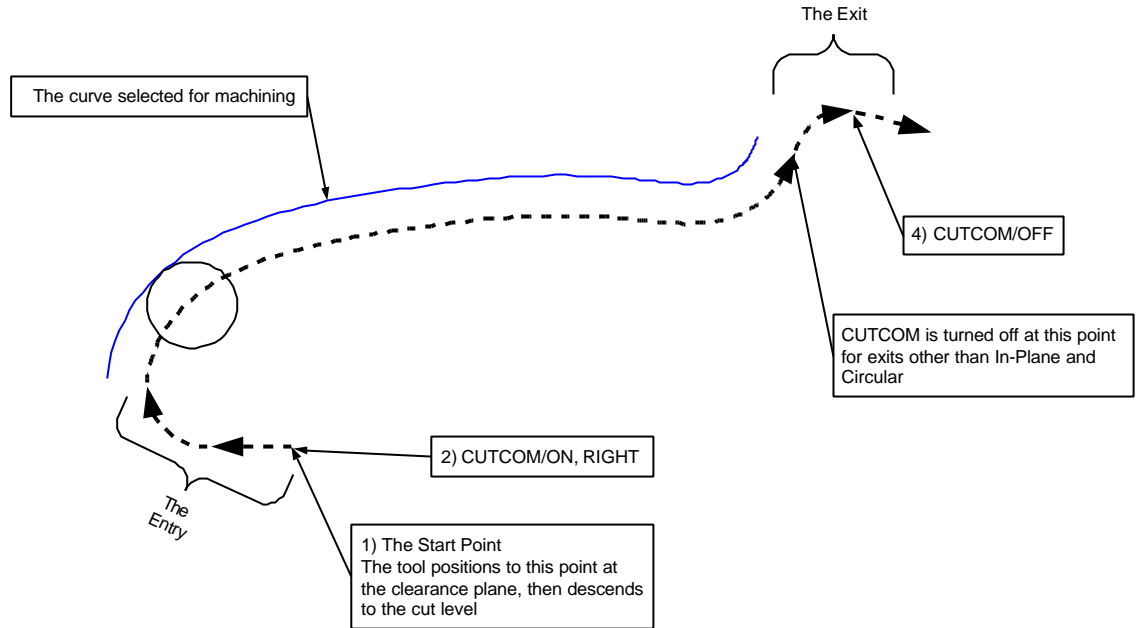 The Exit
The curve selected for machining
4) CUTCOM/OFF
CUTCOM is turned off at this point
for exits other than In-Plane and
Circular
2) CUTCOM/ON, RIGHT
The
Entry
1) The Start Point
The tool positions to this point at
the clearance plane, then descends
to the cut level